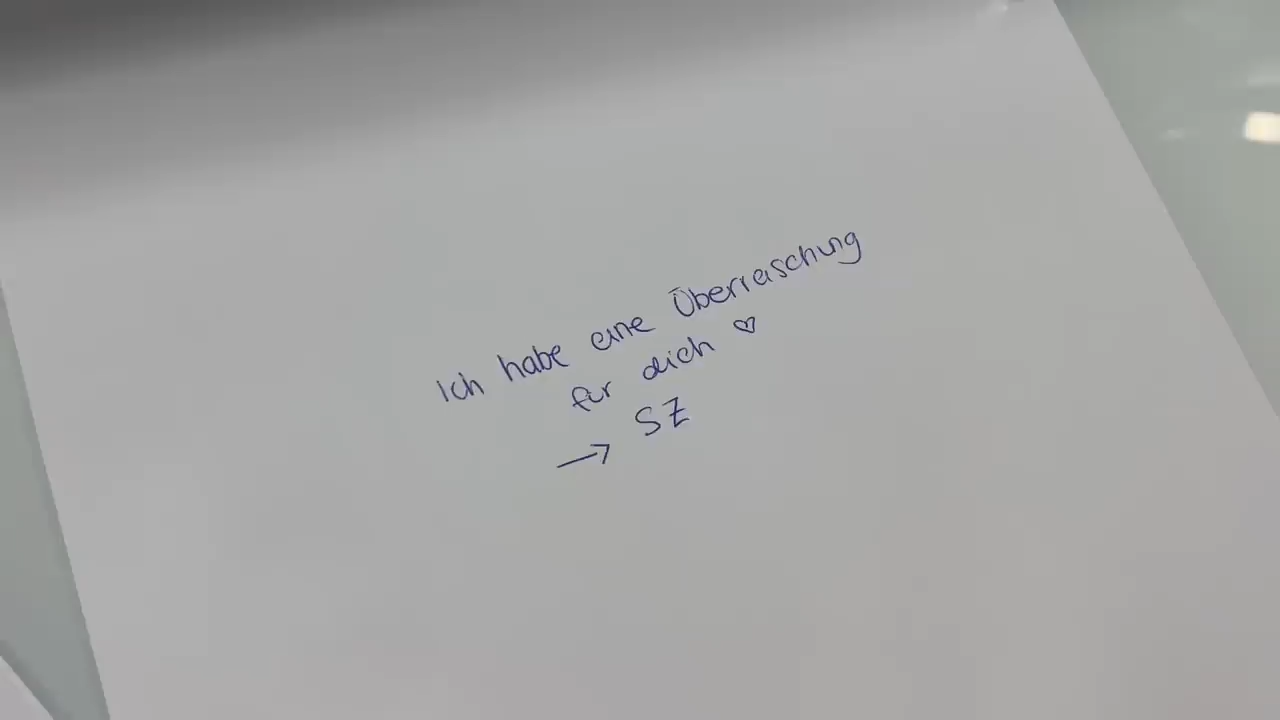 Ich habe eine Überraschung
für dich ♡
→ SZ